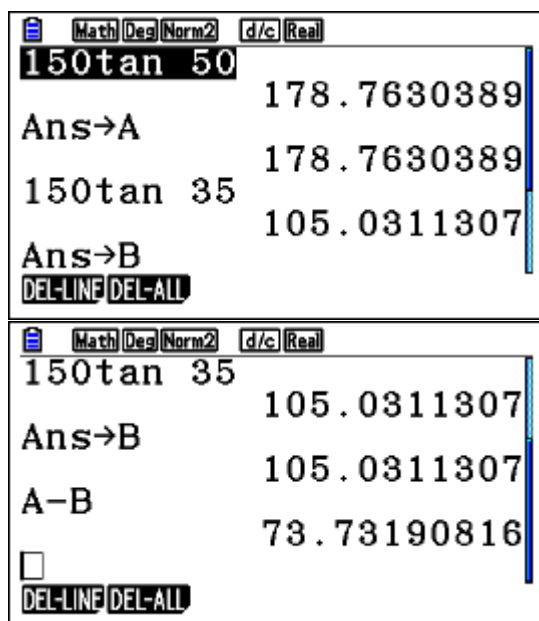 Math Deg Norm2 d/c Real
150tan 50
178.7630389
Ans→A
178.7630389
150tan 35
105.0311307
Ans→B
DEL-LINE DEL-ALL
Math Deg Norm2 d/c Real
150tan 35
105.0311307
Ans→B
105.0311307
A−B
73.73190816
DEL-LINE DEL-ALL